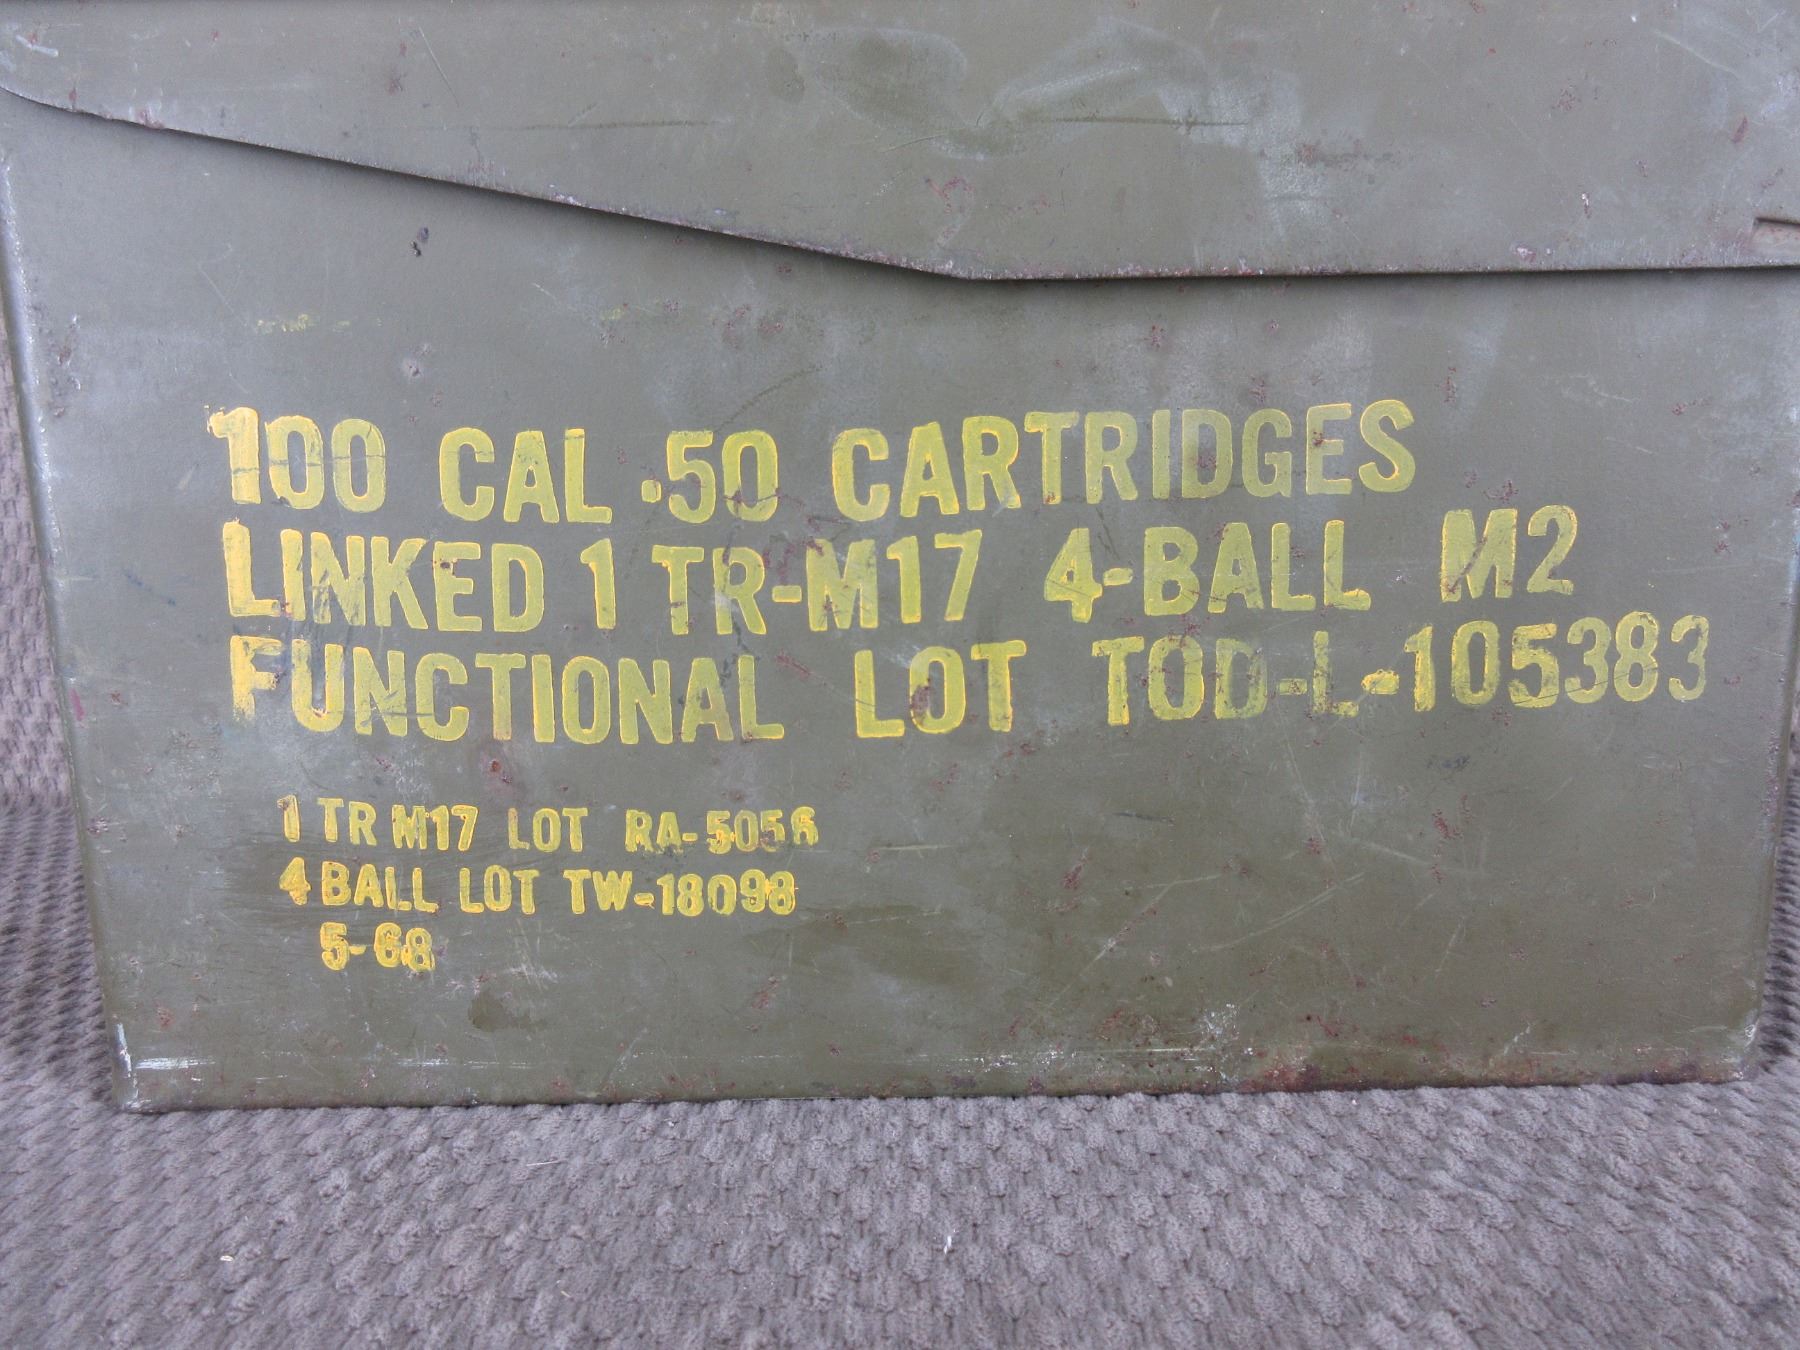 100 CAL .50 CARTRIDGES
LINKED 1 TR-M17 4-BALL M2
FUNCTIONAL LOT TOD-L-105383
1 TR M17 LOT RA-5056
4 BALL LOT TW-18098
5-68